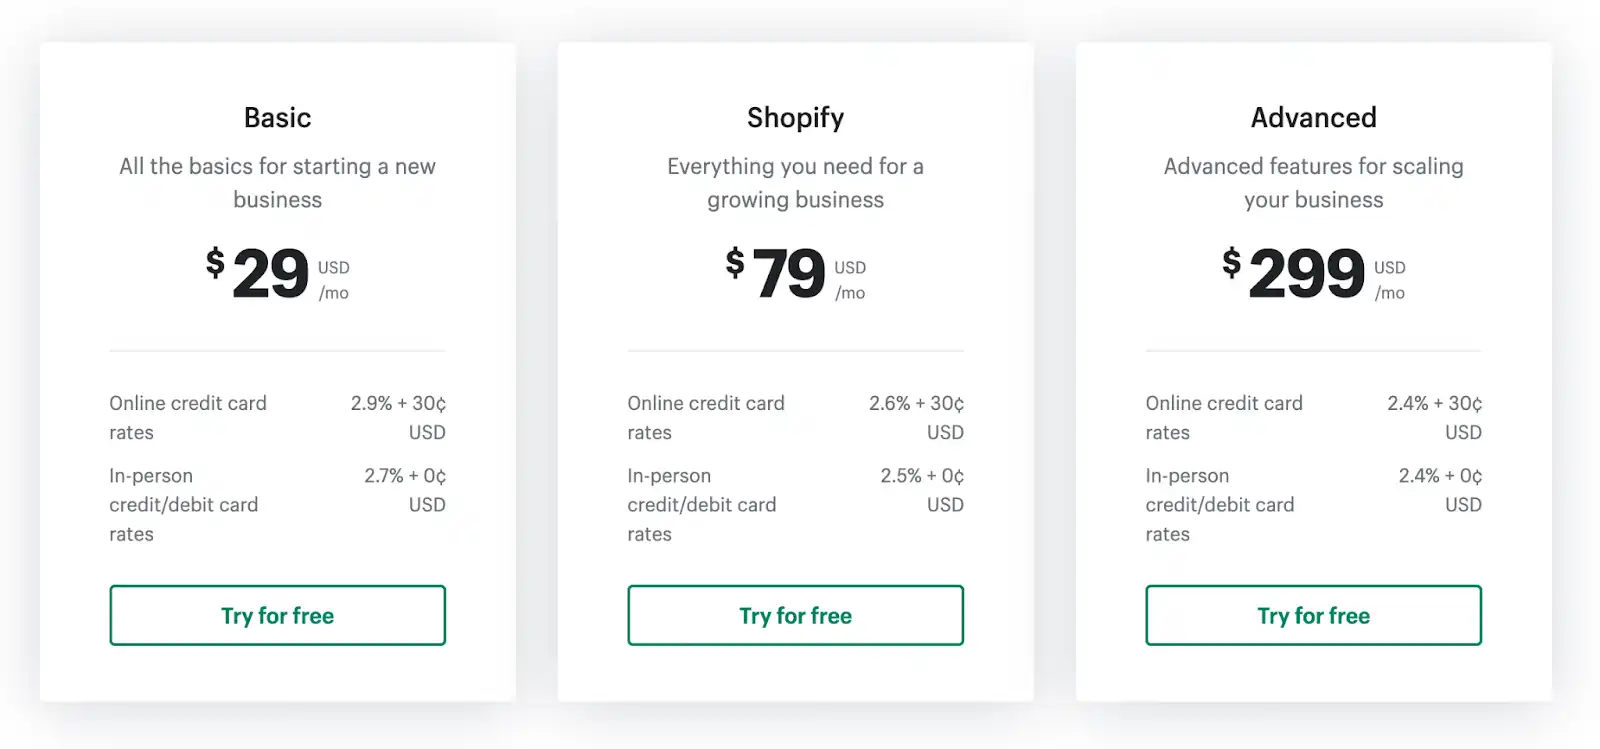 Basic
All the basics for starting a new
business
$ 29 USD
/mo
Online credit card 2.9% + 30¢
rates USD
In-person 2.7% + 0¢
credit/debit card USD
rates
Try for free
Shopify
Everything you need for a
growing business
$ 79 USD
/mo
Online credit card 2.6% + 30¢
rates USD
In-person 2.5% + 0¢
credit/debit card USD
rates
Try for free
Advanced
Advanced features for scaling
your business
$ 299 USD
/mo
Online credit card 2.4% + 30¢
rates USD
In-person 2.4% + 0¢
credit/debit card USD
rates
Try for free